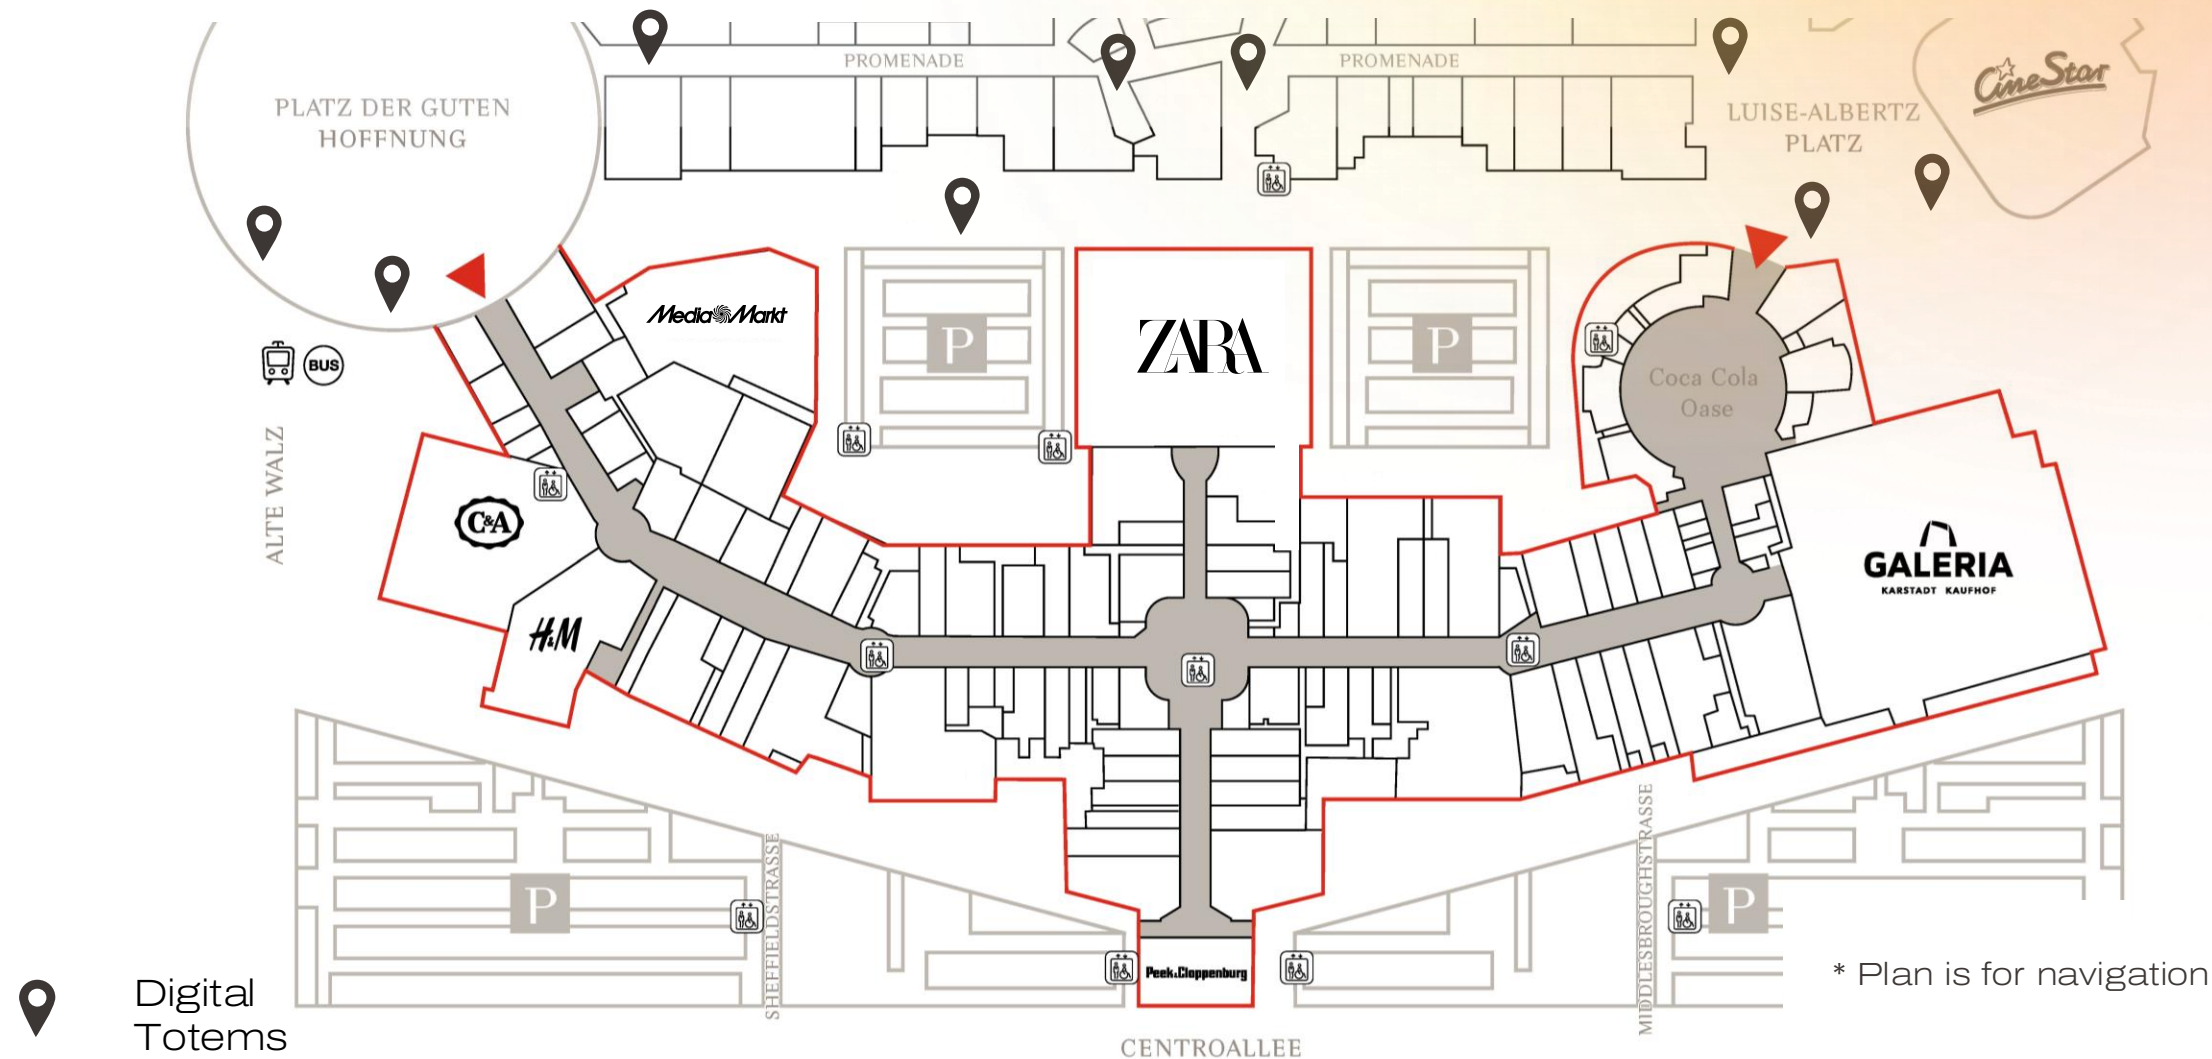 PROMENADE
PROMENADE
CineStar
PLATZ DER GUTEN
HOFFNUNG
LUISE-ALBERTZ
PLATZ
MediaMarkt
P
ZARA
P
BUS
Coca Cola
Oase
ALTE WALZ
C&A
GALERIA
KARSTADT KAUFHOF
H&M
SHEFFIELDSTRASSE
MIDDLESBROUGHSTRASSE
P
P
Peek&Cloppenburg
* Plan is for navigation
Digital
Totems
CENTROALLEE